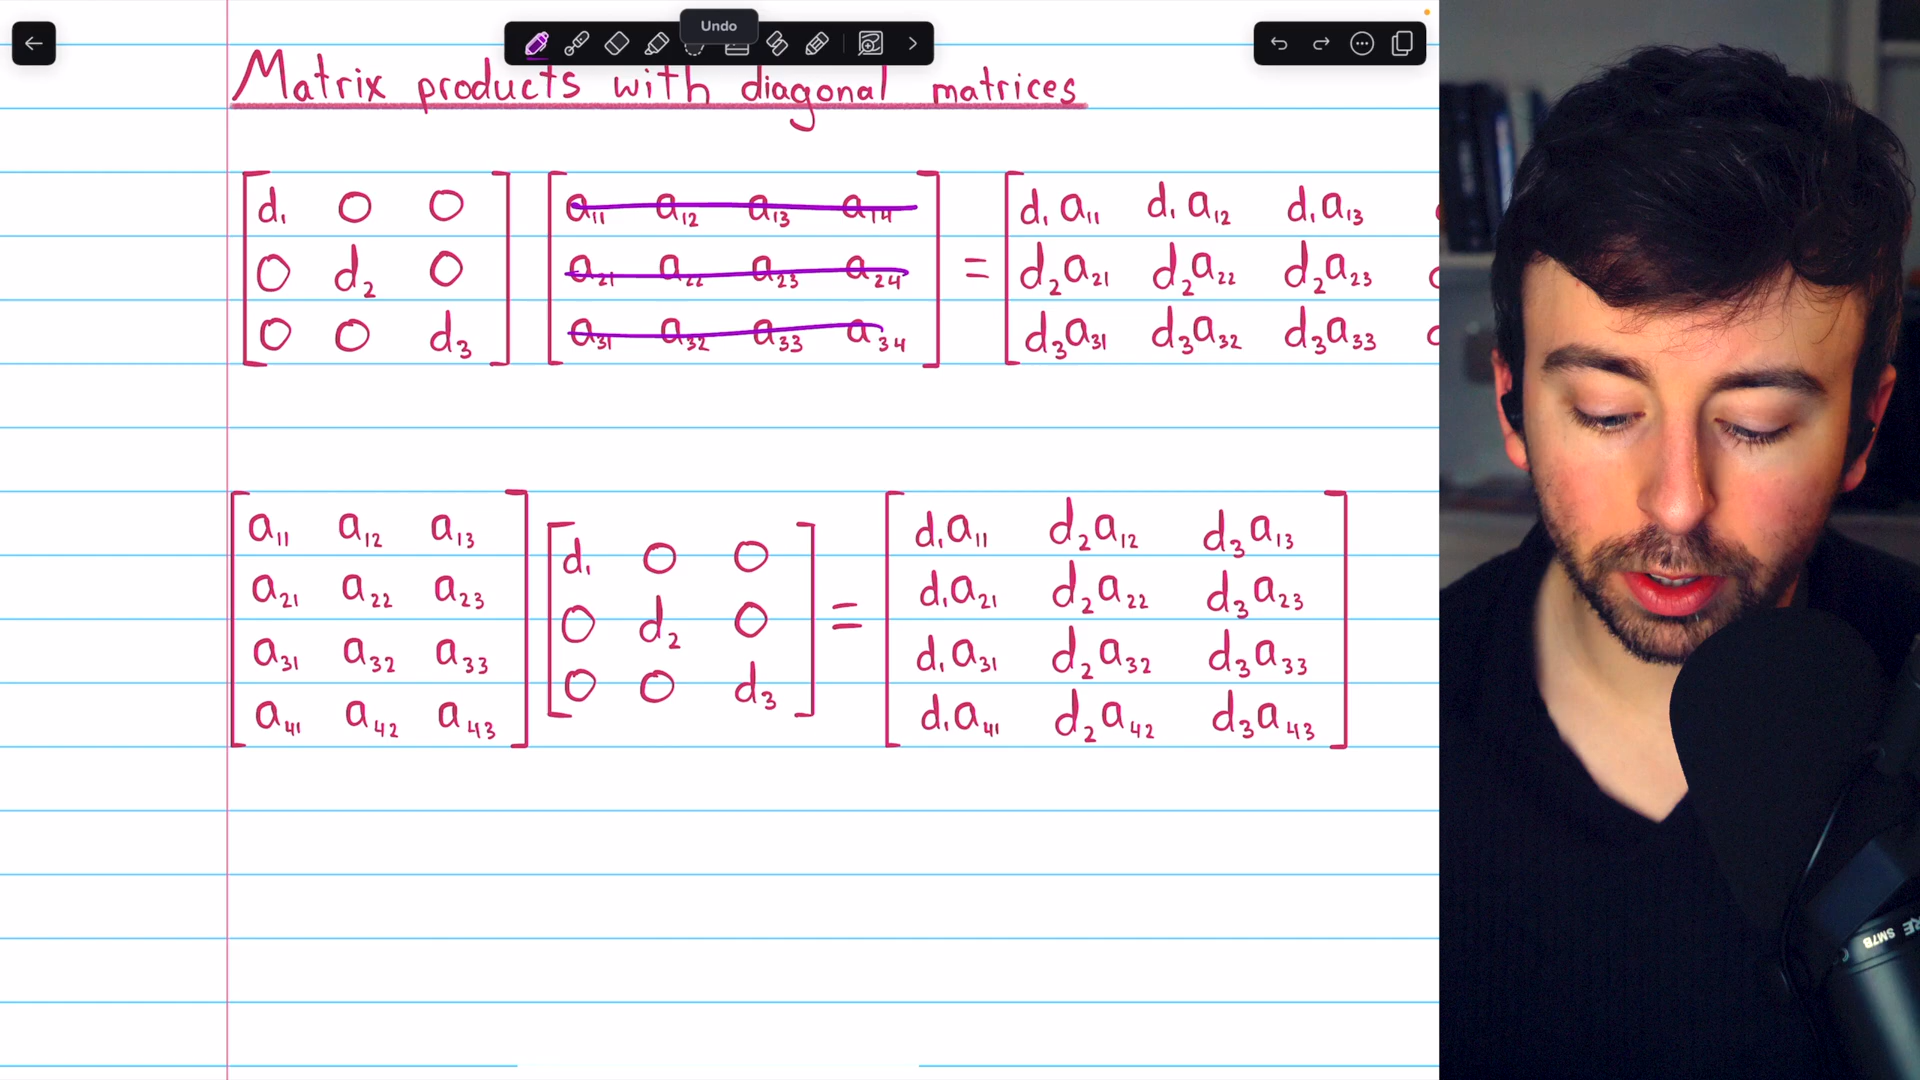 Undo
Matrix products with diagonal matrices
[d₁ 0 0] [a₁₁ a₁₂ a₁₃ a₁₄] = [d₁a₁₁ d₁a₁₂ d₁a₁₃
[0 d₂ 0] [a₂₁ a₂₂ a₂₃ a₂₄] [d₂a₂₁ d₂a₂₂ d₂a₂₃
[0 0 d₃] [a₃₁ a₃₂ a₃₃ a₃₄] [d₃a₃₁ d₃a₃₂ d₃a₃₃
[a₁₁ a₁₂ a₁₃] [d₁ 0 0] = [d₁a₁₁ d₂a₁₂ d₃a₁₃]
[a₂₁ a₂₂ a₂₃] [0 d₂ 0] [d₁a₂₁ d₂a₂₂ d₃a₂₃]
[a₃₁ a₃₂ a₃₃] [0 0 d₃] [d₁a₃₁ d₂a₃₂ d₃a₃₃]
[a₄₁ a₄₂ a₄₃] [d₁a₄₁ d₂a₄₂ d₃a₄₃]
SM7B